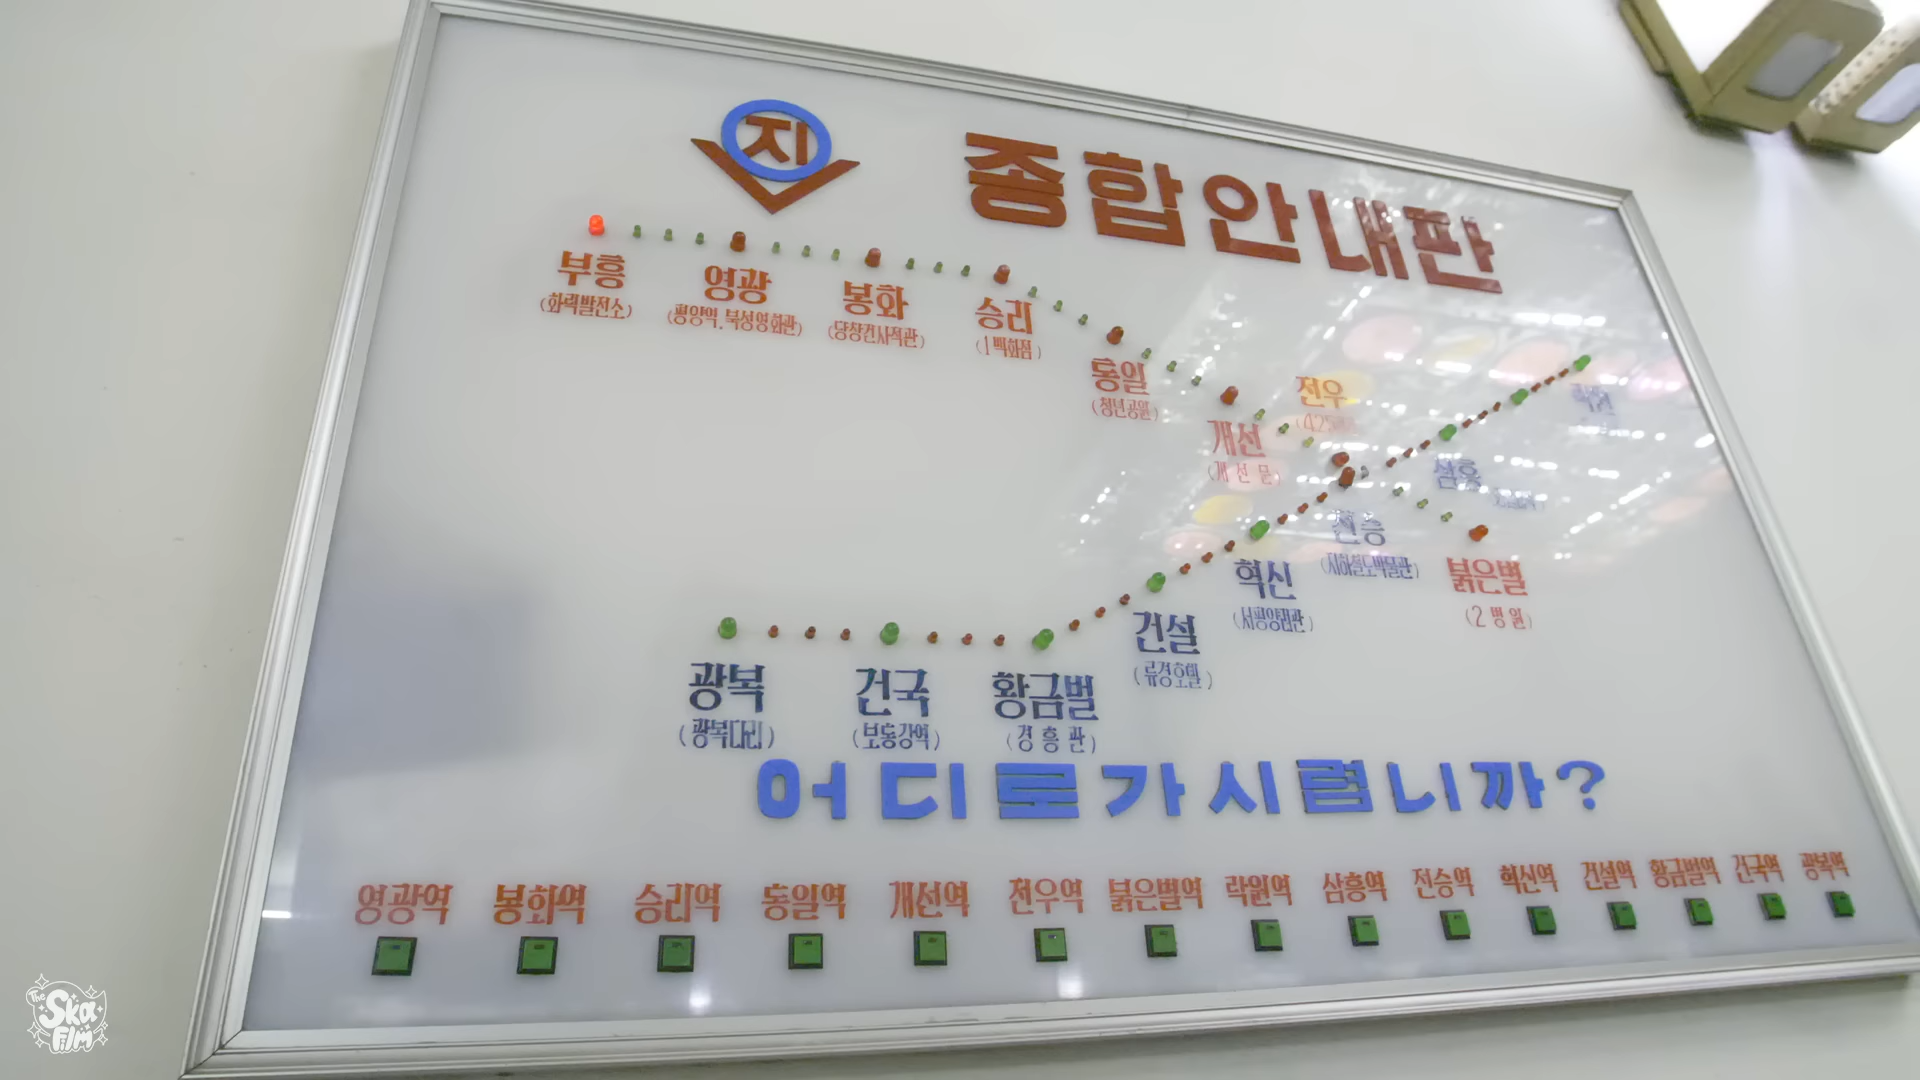 지
종합안내판
부흥
(화력발전소)
영광
(평양역, 북성영화관)
봉화
(당창건사적관)
승리
(1백화점)
통일
(청년공원)
개선
(개선문)
전우
락원
삼흥
전승
(지하철도박물관)
붉은별
(2병원)
혁신
(서평양려관)
건설
(류경호텔)
광복
(광복다리)
건국
(보통강역)
황금벌
(경흥관)
어디로가시렵니까?
영광역 봉화역 승리역 통일역 개선역 전우역 붉은별역 락원역 삼흥역 전승역 혁신역 건설역 황금벌역 건국역 광복역
The Ska Film